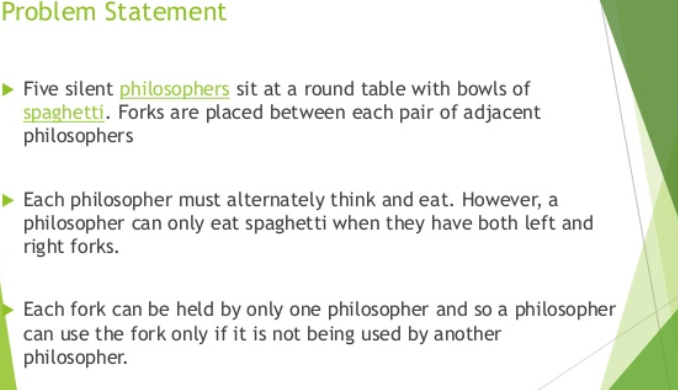 Problem Statement
Five silent philosophers sit at a round table with bowls of
spaghetti. Forks are placed between each pair of adjacent
philosophers
Each philosopher must alternately think and eat. However, a
philosopher can only eat spaghetti when they have both left and
right forks.
Each fork can be held by only one philosopher and so a philosopher
can use the fork only if it is not being used by another
philosopher.